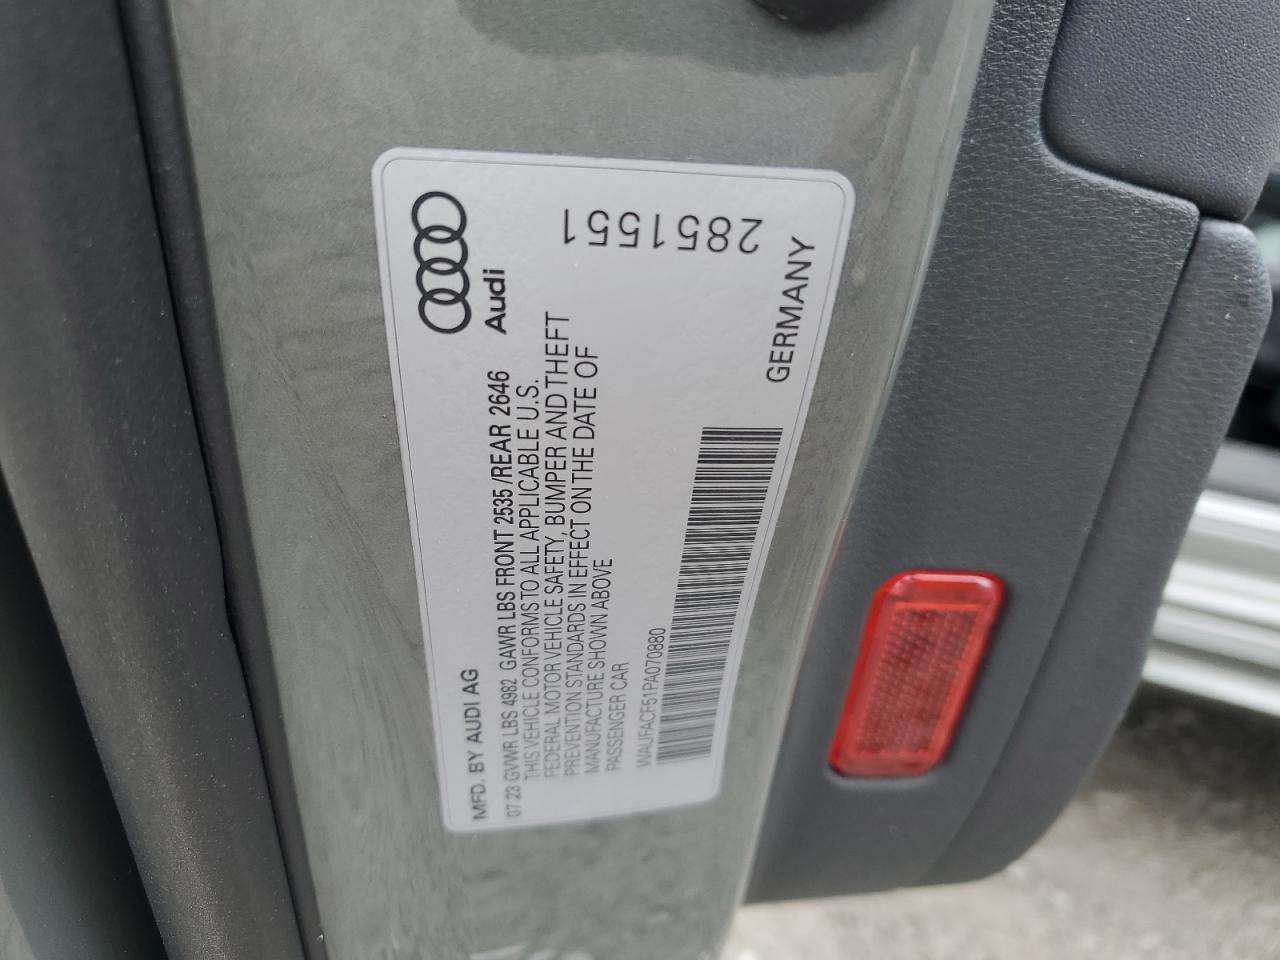 Audi
MFD. BY AUDI AG
07 23 GVWR LBS 4982 GAWR LBS FRONT 2535 /REAR 2646
THIS VEHICLE CONFORMS TO ALL APPLICABLE U.S.
FEDERAL MOTOR VEHICLE SAFETY, BUMPER AND THEFT
PREVENTION STANDARDS IN EFFECT ON THE DATE OF
MANUFACTURE SHOWN ABOVE
PASSENGER CAR
WAUFACF51PA070880
GERMANY
2851551